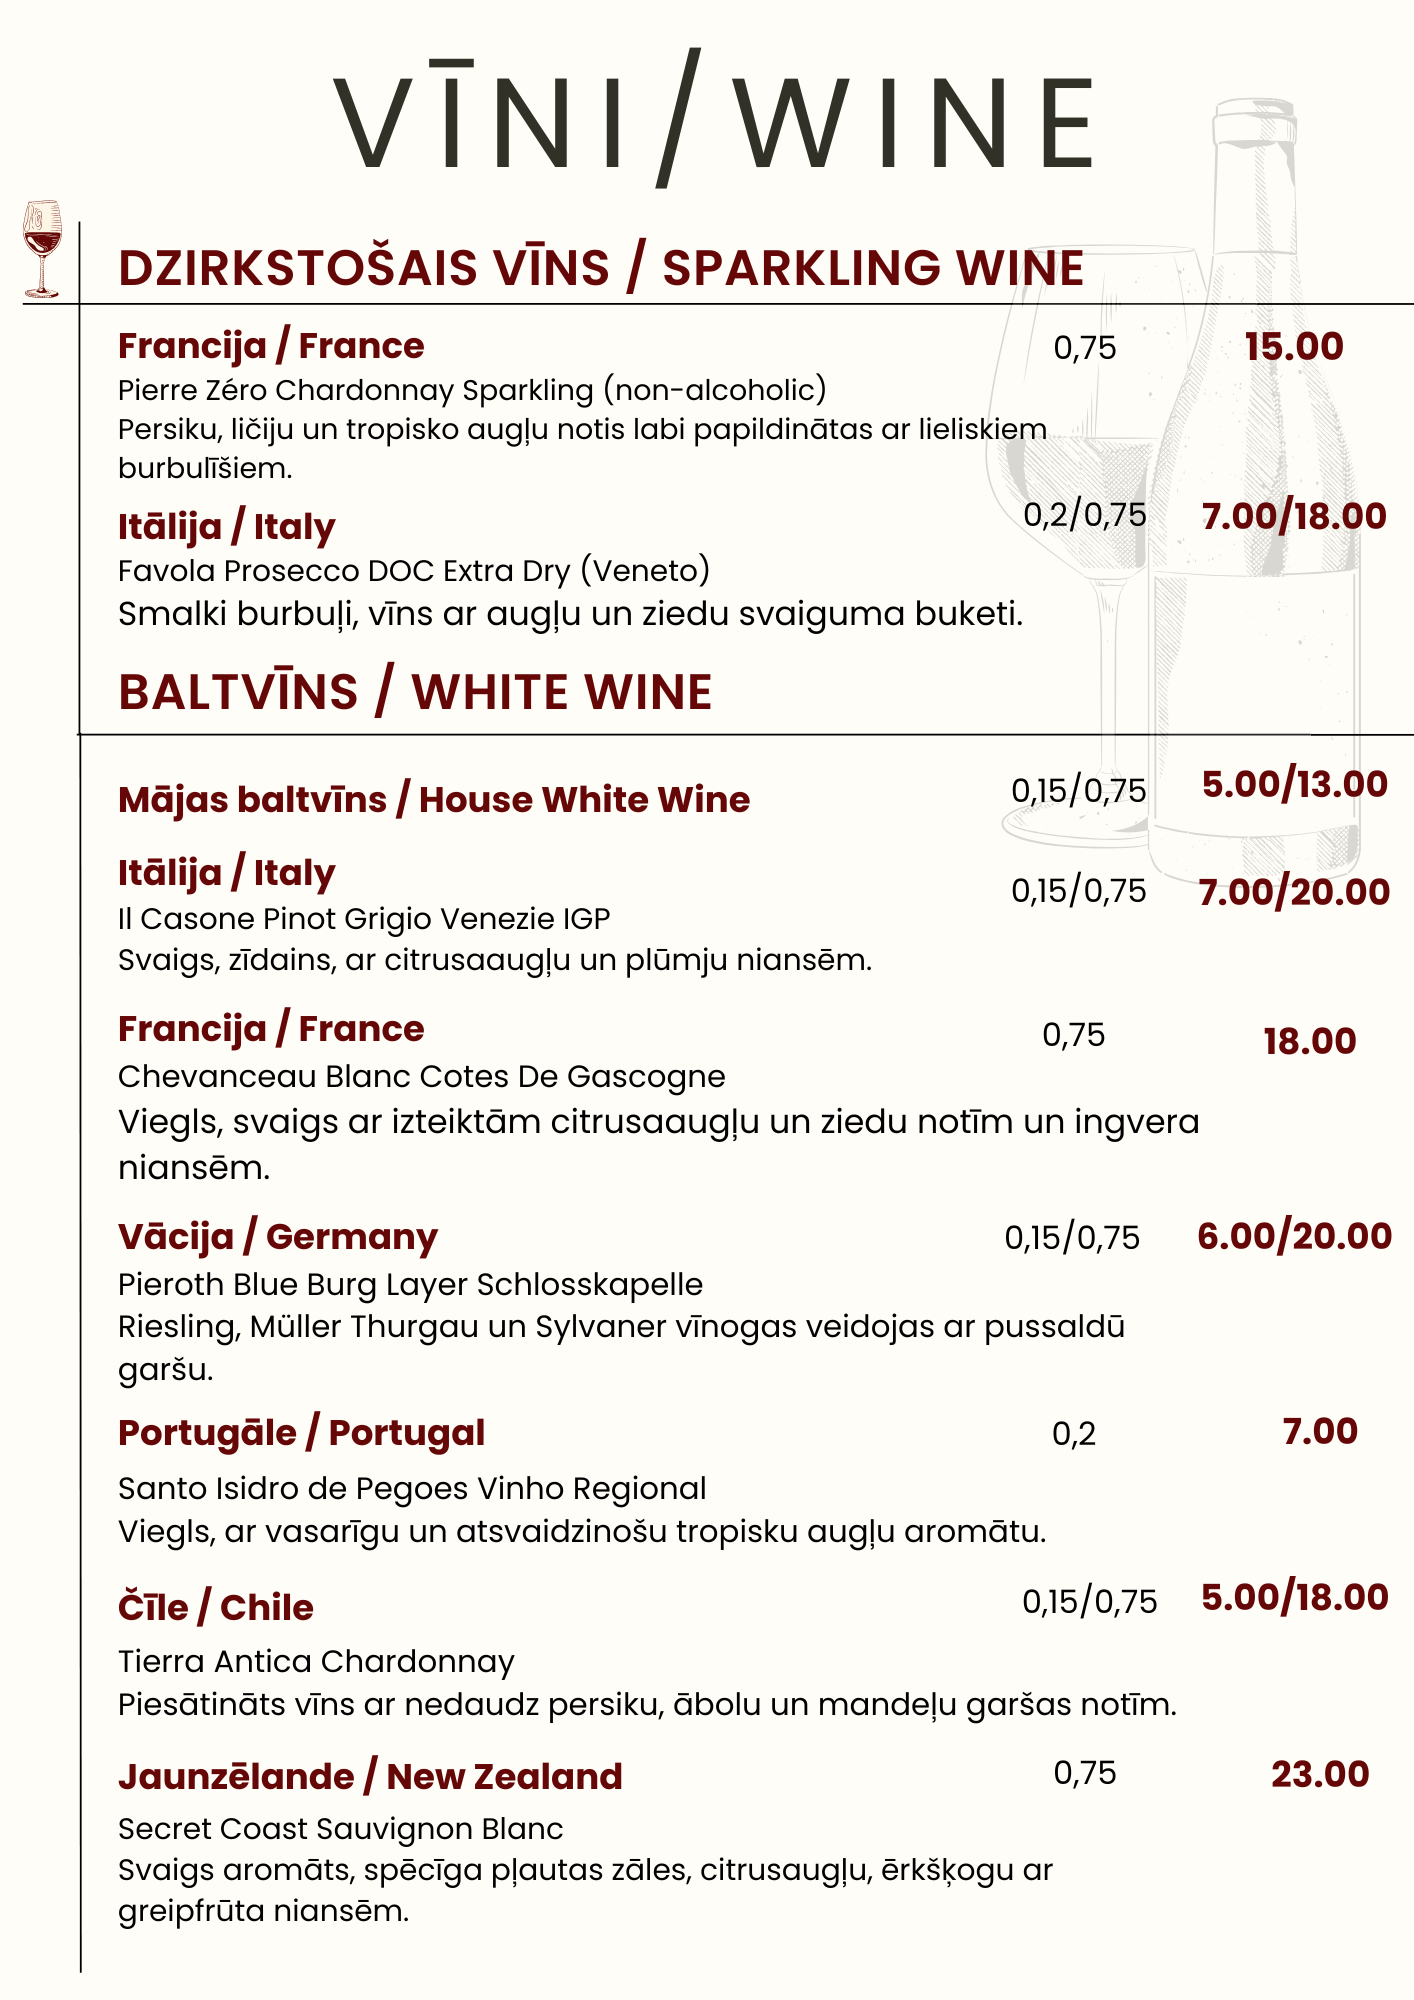 VĪNI/WINE
DZIRKSTOŠAIS VĪNS / SPARKLING WINE
Francija / France 0,75 15.00
Pierre Zéro Chardonnay Sparkling (non-alcoholic)
Persiku, ličiju un tropisko augļu notis labi papildinātas ar lieliskiem
burbulīšiem.
Itālija / Italy 0,2/0,75 7.00/18.00
Favola Prosecco DOC Extra Dry (Veneto)
Smalki burbuļi, vīns ar augļu un ziedu svaiguma buketi.
BALTVĪNS / WHITE WINE
Mājas baltvīns / House White Wine 0,15/0,75 5.00/13.00
Itālija / Italy 0,15/0,75 7.00/20.00
Il Casone Pinot Grigio Venezie IGP
Svaigs, zīdains, ar citrusaaugļu un plūmju niansēm.
Francija / France 0,75 18.00
Chevanceau Blanc Cotes De Gascogne
Viegls, svaigs ar izteiktām citrusaaugļu un ziedu notīm un ingvera
niansēm.
Vācija / Germany 0,15/0,75 6.00/20.00
Pieroth Blue Burg Layer Schlosskapelle
Riesling, Müller Thurgau un Sylvaner vīnogas veidojas ar pussaldū
garšu.
Portugāle / Portugal 0,2 7.00
Santo Isidro de Pegoes Vinho Regional
Viegls, ar vasarīgu un atsvaidzinošu tropisku augļu aromātu.
Čīle / Chile 0,15/0,75 5.00/18.00
Tierra Antica Chardonnay
Piesātināts vīns ar nedaudz persiku, ābolu un mandeļu garšas notīm.
Jaunzēlande / New Zealand 0,75 23.00
Secret Coast Sauvignon Blanc
Svaigs aromāts, spēcīga pļautas zāles, citrusaugļu, ērkšķogu ar
greipfrūta niansēm.